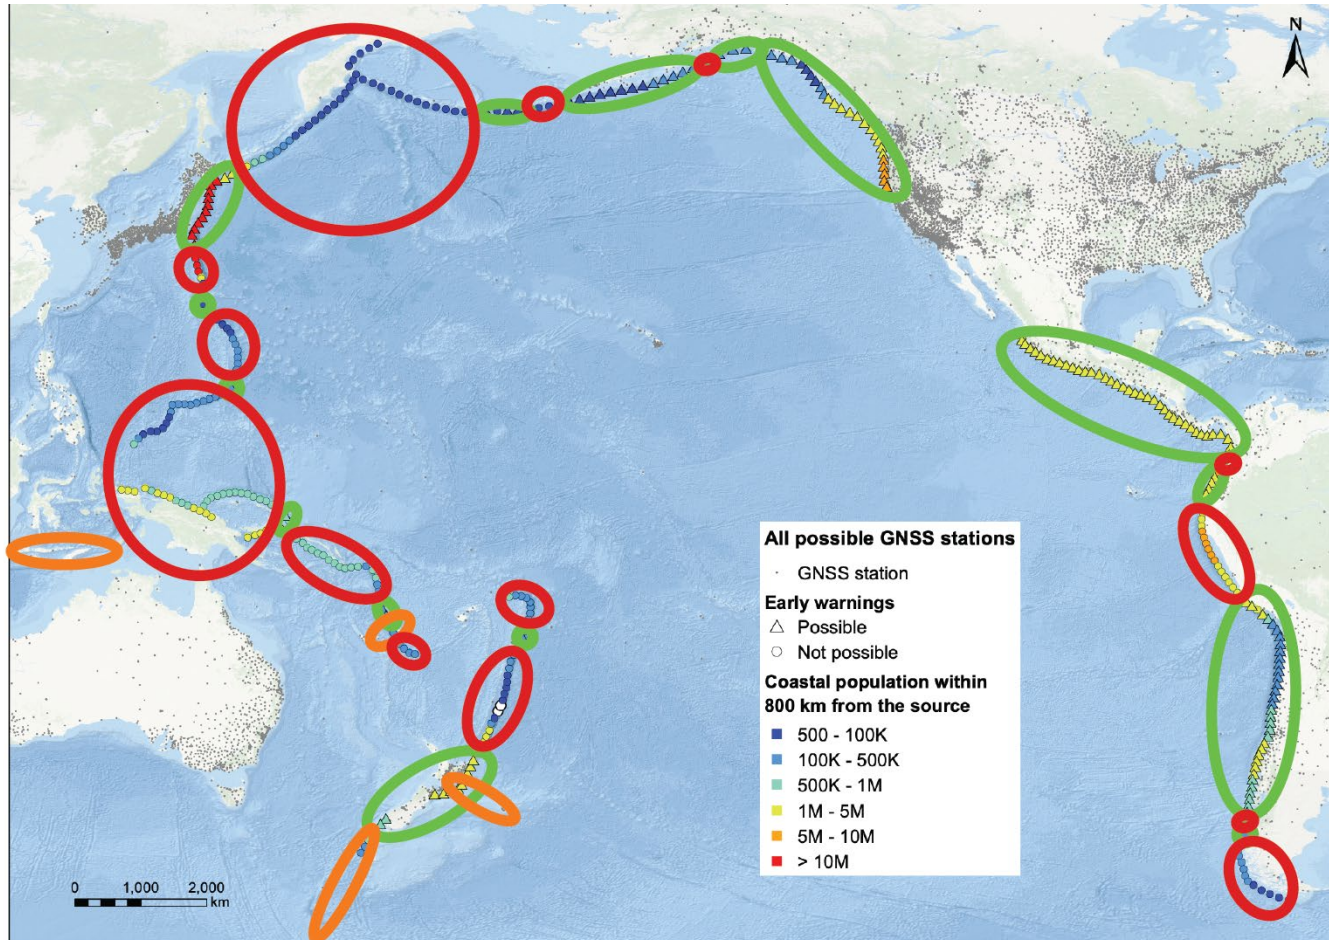 N
All possible GNSS stations
GNSS station
Early warnings
Possible
Not possible
Coastal population within
800 km from the source
500 - 100K
100K - 500K
500K - 1M
1M - 5M
5M - 10M
> 10M
0 1,000 2,000
km